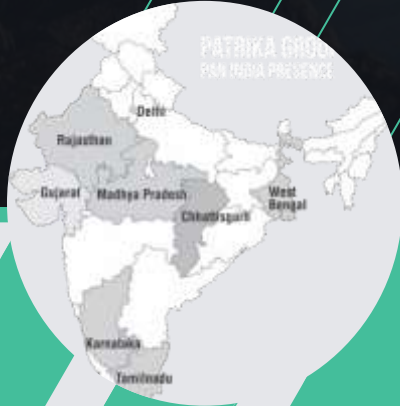 PATRIKA GROUP
PAN INDIA PRESENCE
Delhi
Rajasthan
Gujarat
Madhya Pradesh
Chhattisgarh
West
Bengal
Karnataka
Tamilnadu